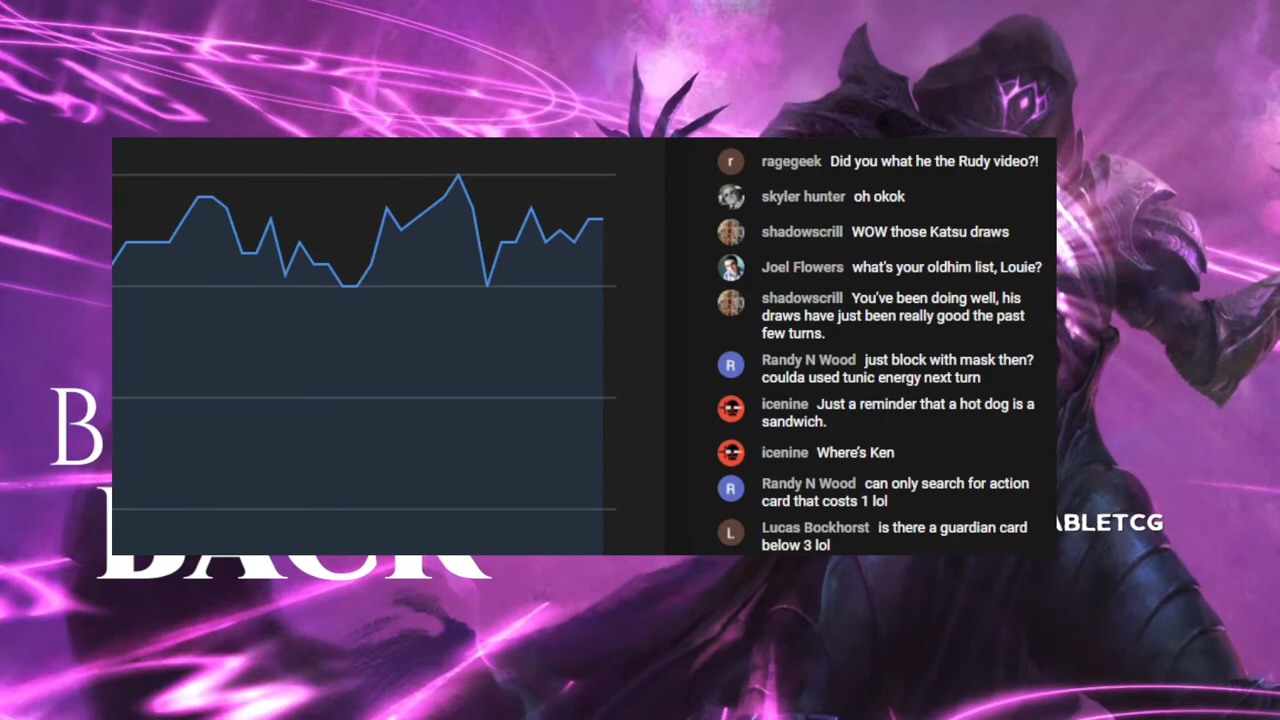 ragegeek Did you what he the Rudy video?!
skyler hunter oh okok
shadowscrill WOW those Katsu draws
Joel Flowers what's your oldhim list, Louie?
shadowscrill You've been doing well, his
draws have just been really good the past
few turns.
Randy N Wood just block with mask then?
coulda used tunic energy next turn
icenine Just a reminder that a hot dog is a
sandwich.
icenine Where's Ken
Randy N Wood can only search for action
card that costs 1 lol
Lucas Bockhorst is there a guardian card
below 3 lol
B
BACK
ABLETCG